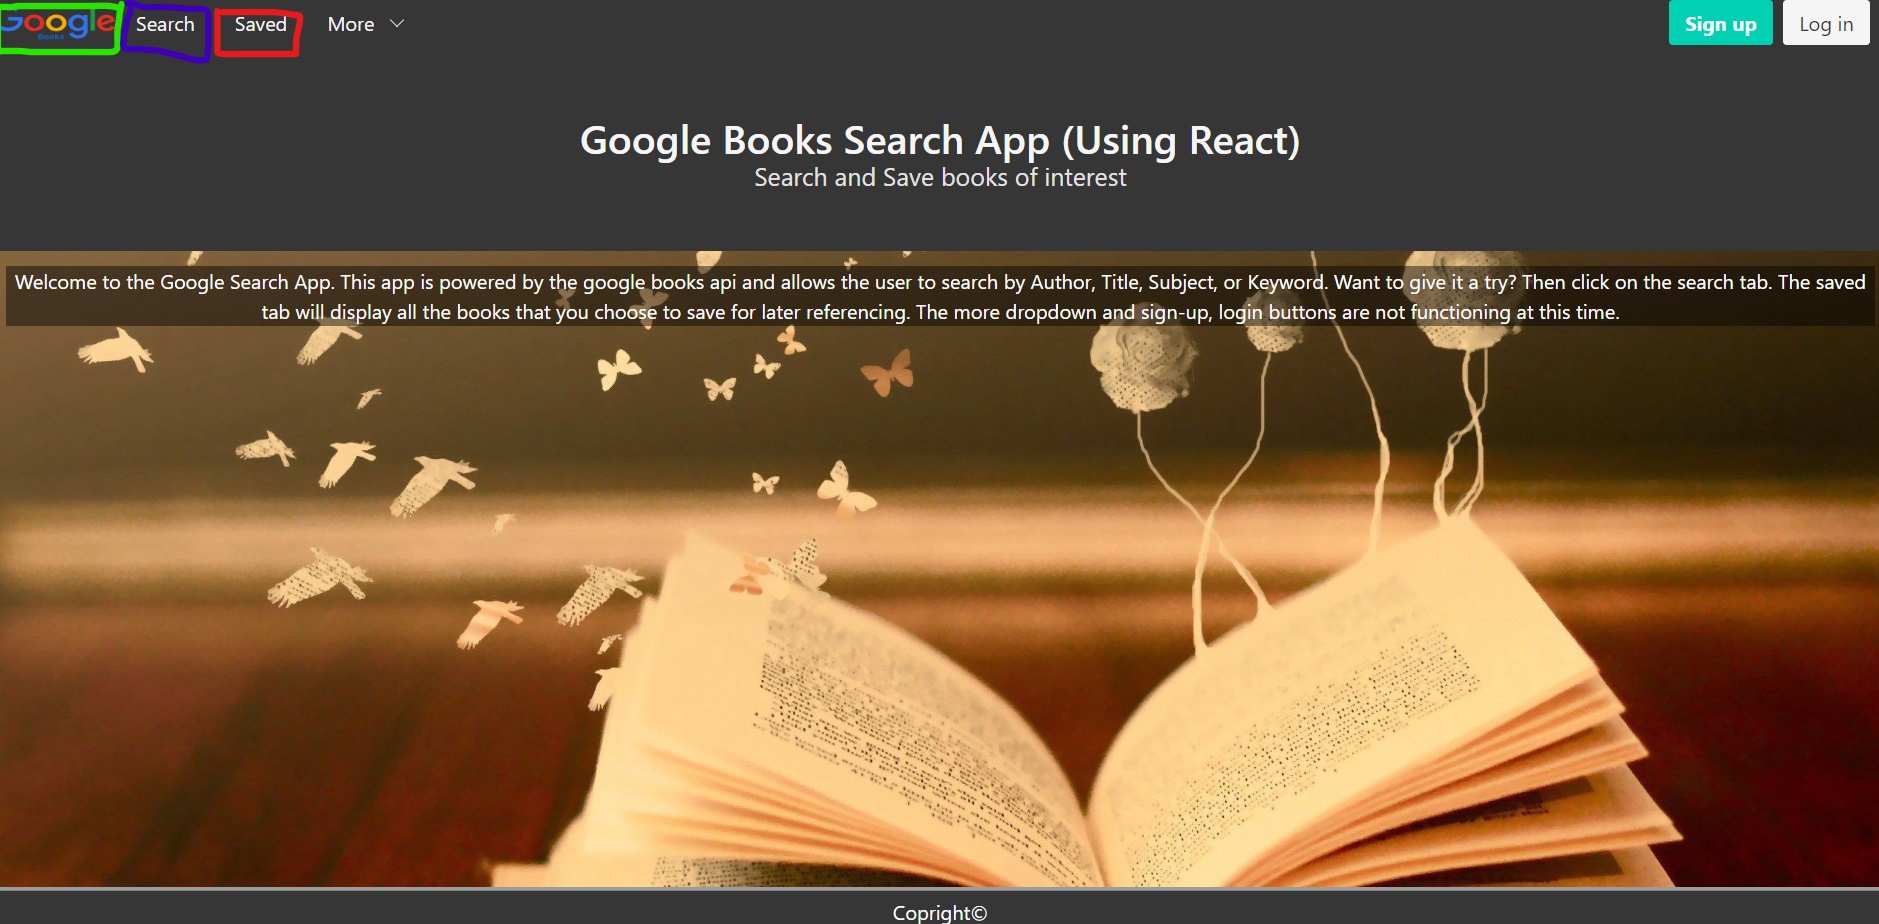 Google Search Saved More Sign up Log in
Books
Google Books Search App (Using React)
Search and Save books of interest
Welcome to the Google Search App. This app is powered by the google books api and allows the user to search by Author, Title, Subject, or Keyword. Want to give it a try? Then click on the search tab. The saved
tab will display all the books that you choose to save for later referencing. The more dropdown and sign-up, login buttons are not functioning at this time.
Copright©